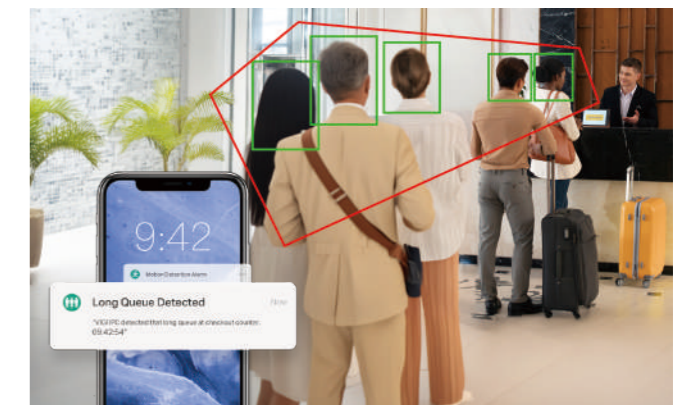 9:42
Motion Detection Alarm
Long Queue Detected
Now
"VIGI IPC detected that long queue at checkout counter.
09:42:54"